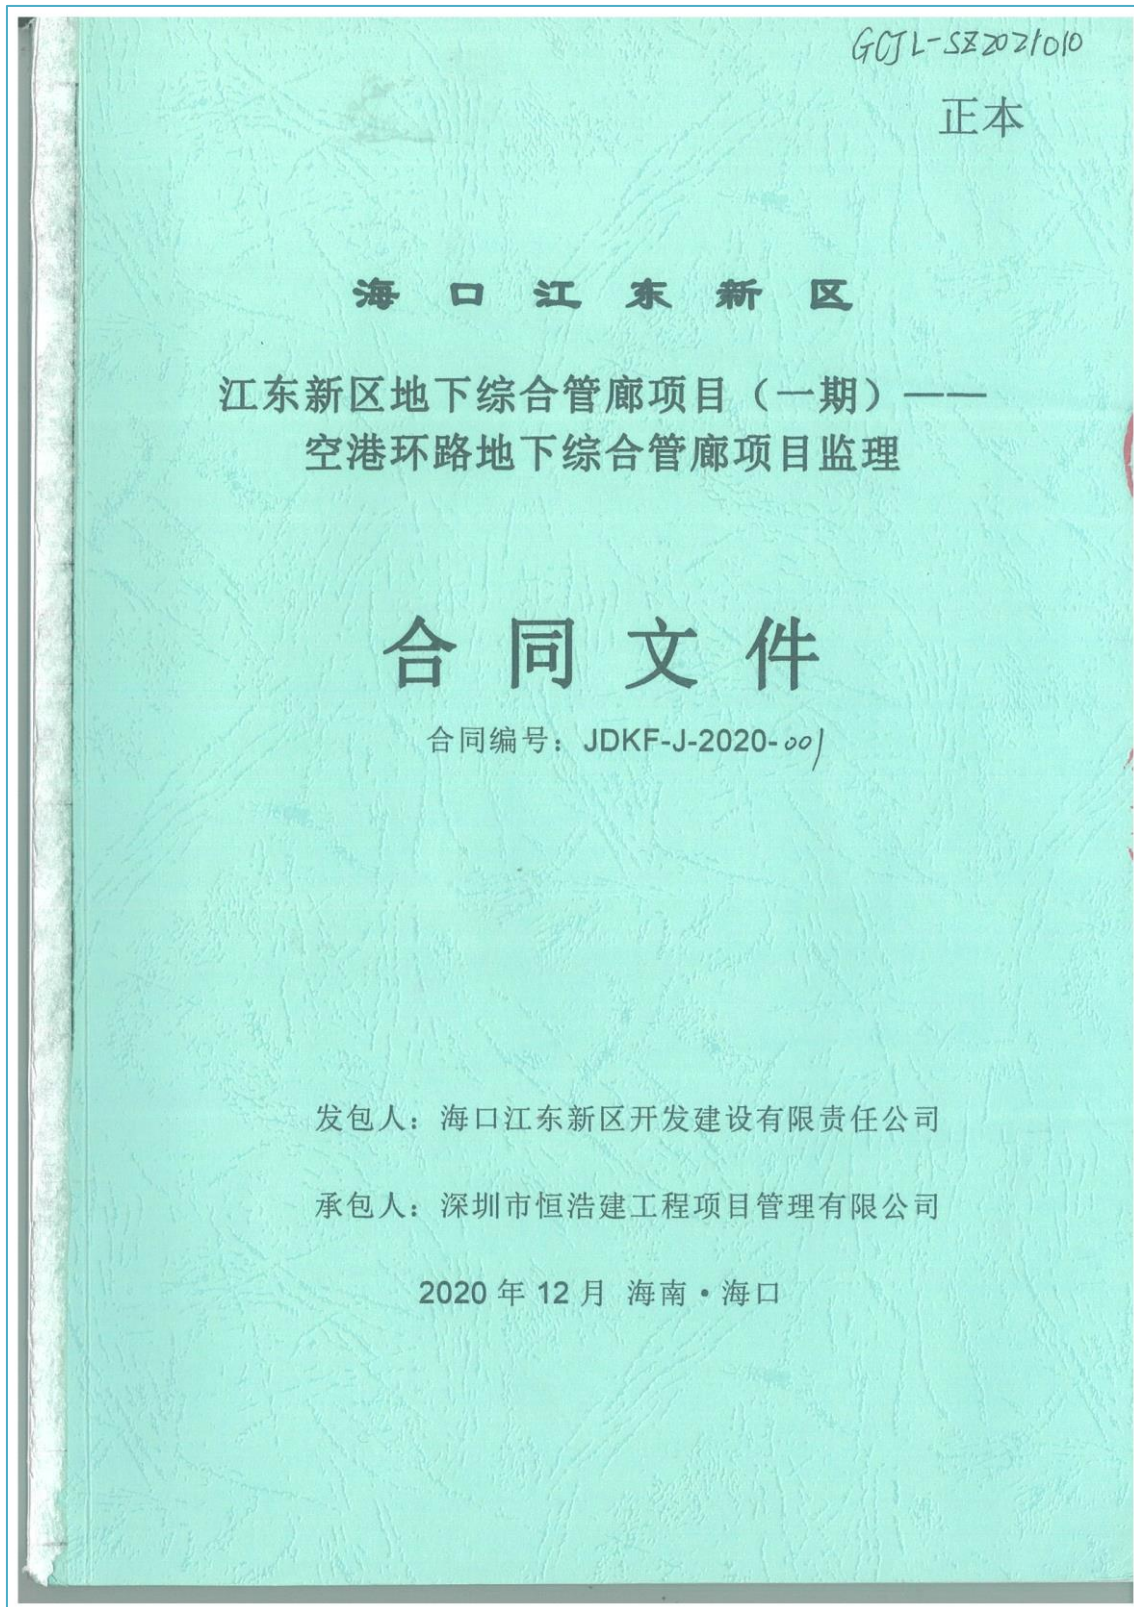 GCJL-SZ2021010
正本
海口江东新区
江东新区地下综合管廊项目（一期）——
空港环路地下综合管廊项目监理
合同文件
合同编号：JDKF-J-2020-001
发包人：海口江东新区开发建设有限责任公司
承包人：深圳市恒浩建工程项目管理有限公司
2020 年 12 月 海南·海口